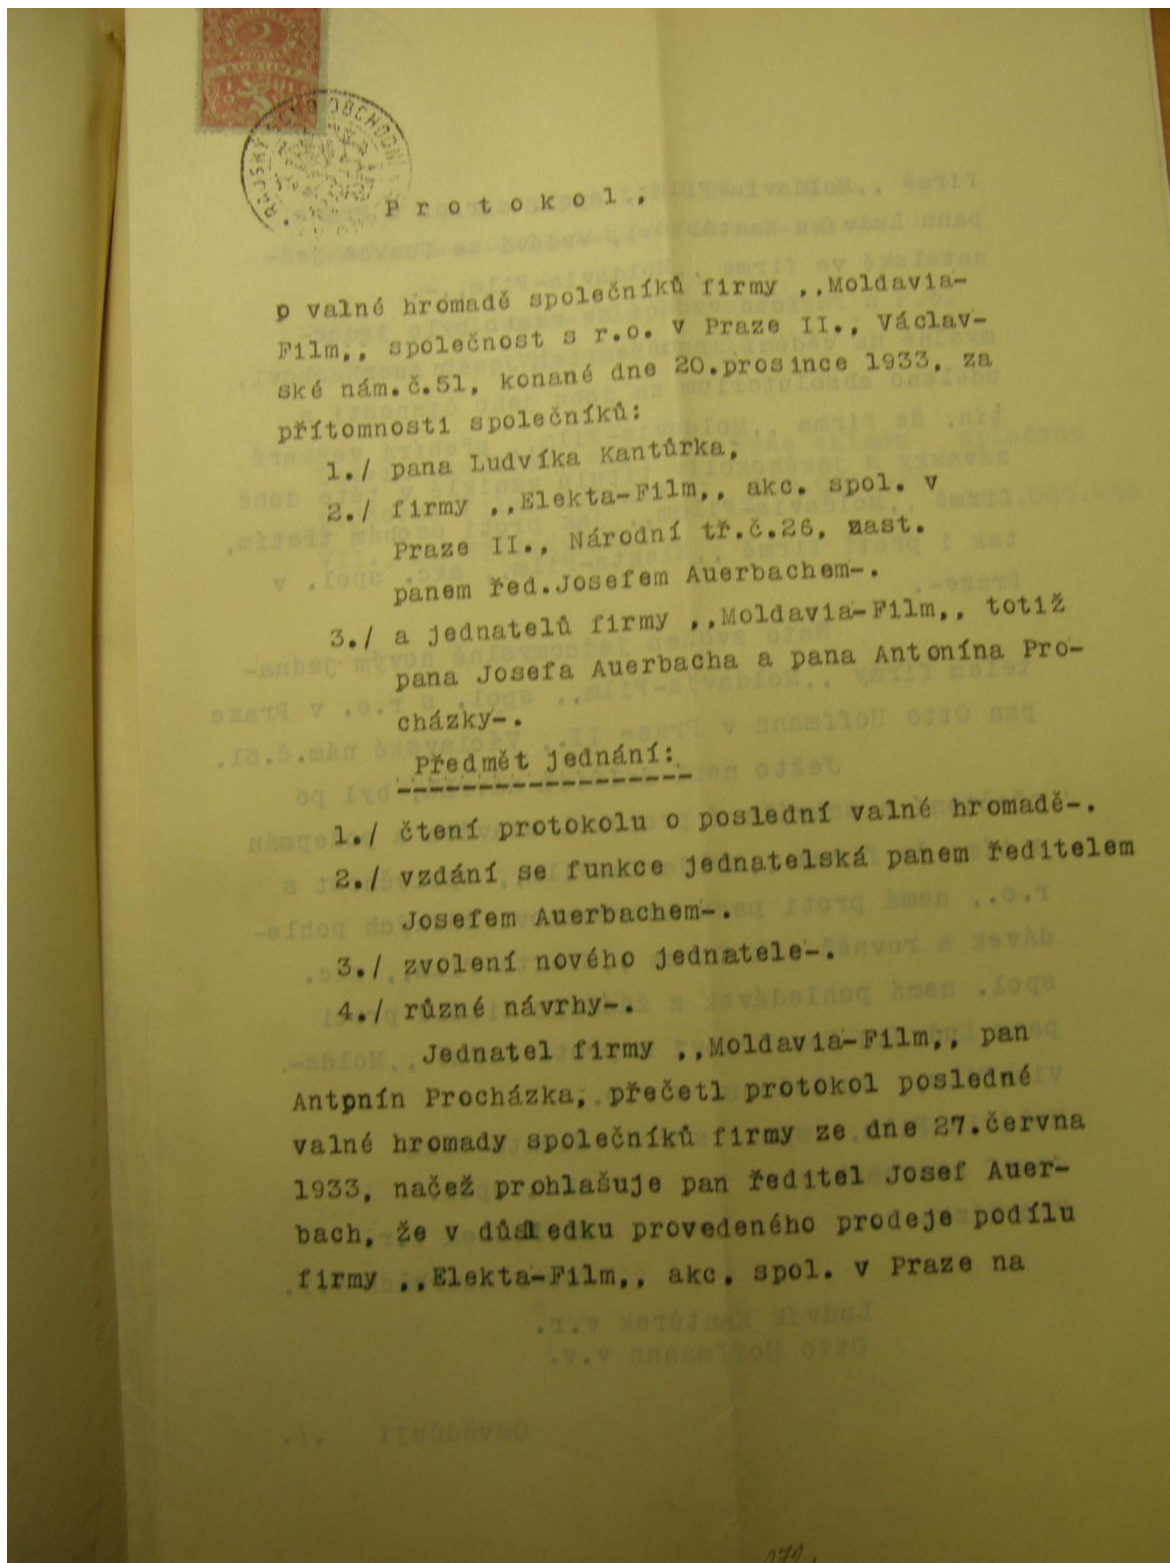 2
KORUNY
KRAJSKÝ OBCHODNÍ
Protokol,
p valné hromadě společníků firmy ,,Moldavia-
Film,, společnost s r.o. v Praze II., Václav-
ské nám.č.51, konané dne 20.prosince 1933, za
přítomnosti společníků:
1./ pana Ludvíka Kantůrka,
2./ firmy ,,Elekta-Film,, akc. spol. v
Praze II., Národní tř.č.26, zast.
panem řed.Josefem Auerbachem-.
3./ a jednatelů firmy ,,Moldavia-Film,, totiž
pana Josefa Auerbacha a pana Antonína Pro-
cházky-.
Předmět jednání:
1./ čtení protokolu o poslední valné hromadě-.
2./ vzdání se funkce jednatelská panem ředitelem
Josefem Auerbachem-.
3./ zvolení nového jednatele-.
4./ různé návrhy-.
Jednatel firmy ,,Moldavia-Film,, pan
Antpnín Procházka, přečetl protokol posledné
valné hromady společníků firmy ze dne 27.června
1933, načež prohlašuje pan ředitel Josef Auer-
bach, že v důsledku provedeného prodeje podílu
firmy ,,Elekta-Film,, akc. spol. v Praze na